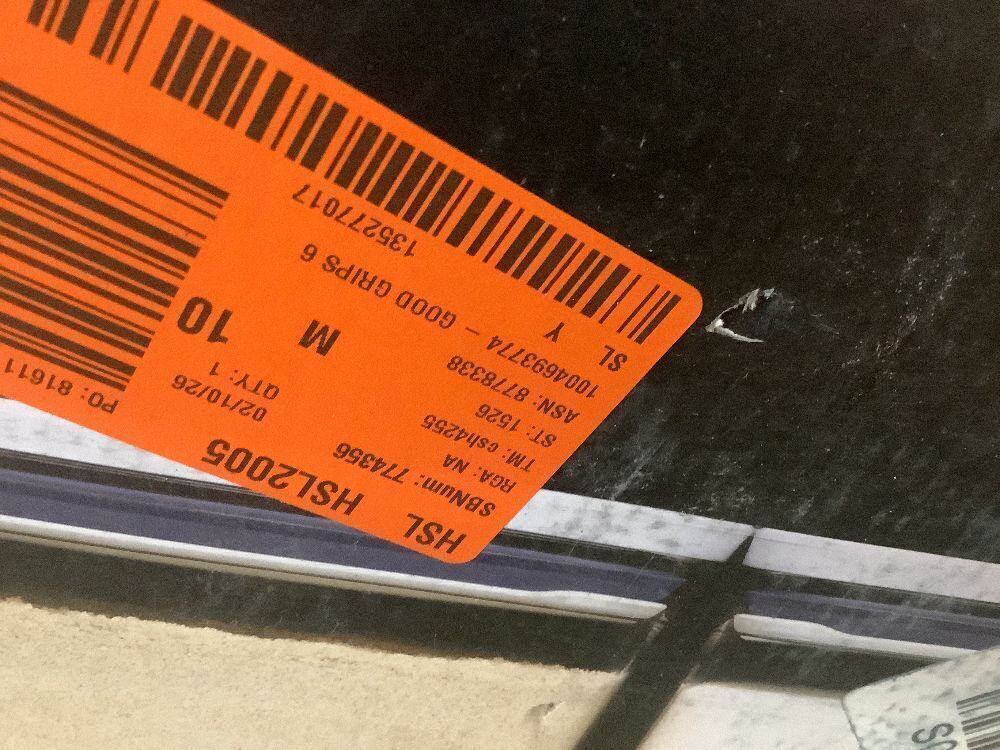 HSL HSL HSL2005
SBNum: 774356 02/10/26 PO: 81611
RGA: NA QTY: 1
TM: csh4255
ST: 1526 M 10
ASN: 8778338
1004693774 - GOOD GRIPS 6
SL Y 135277017